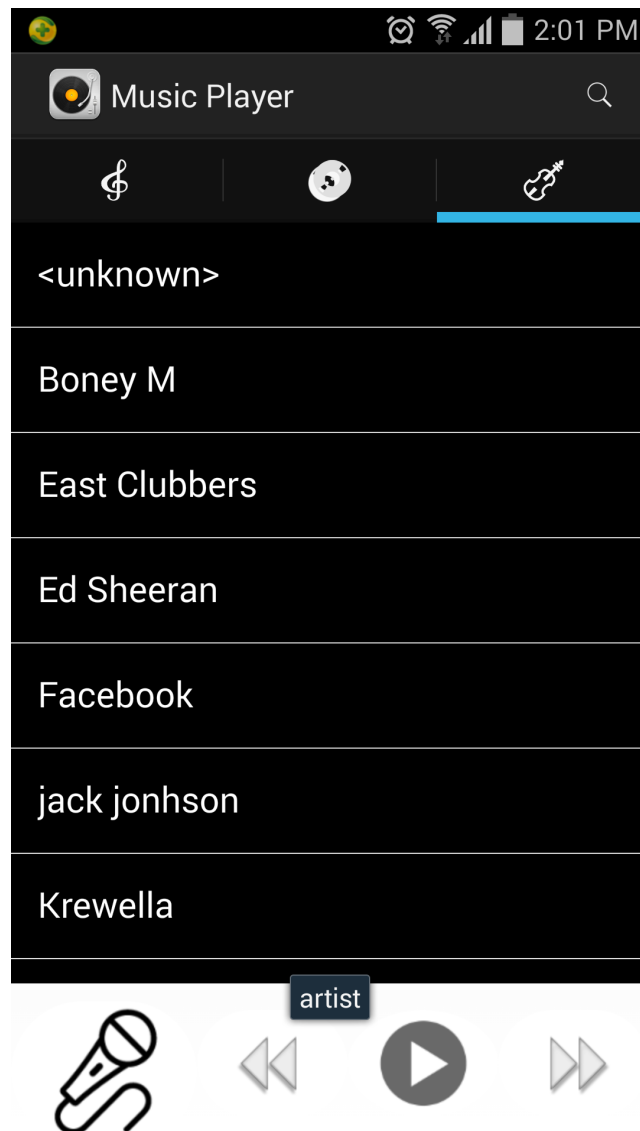 2:01 PM
Music Player
<unknown>
Boney M
East Clubbers
Ed Sheeran
Facebook
jack jonhson
Krewella
artist